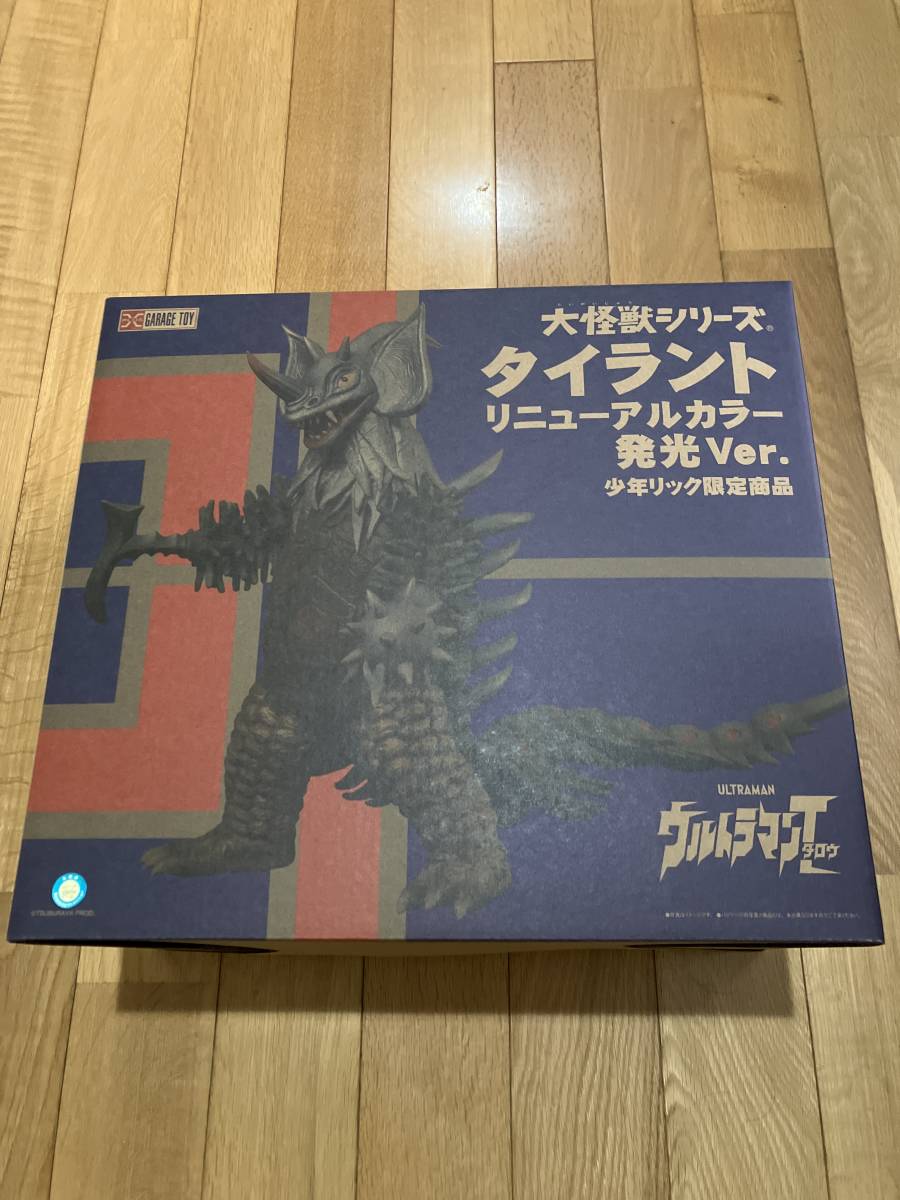 GARAGE TOY
だいかいじゅう
大怪獣シリーズ®
タイラント
リニューアルカラー
発光Ver.
少年リック限定商品
ULTRAMAN
ウルトラマンT
タロウ
©TSUBURAYA PROD.